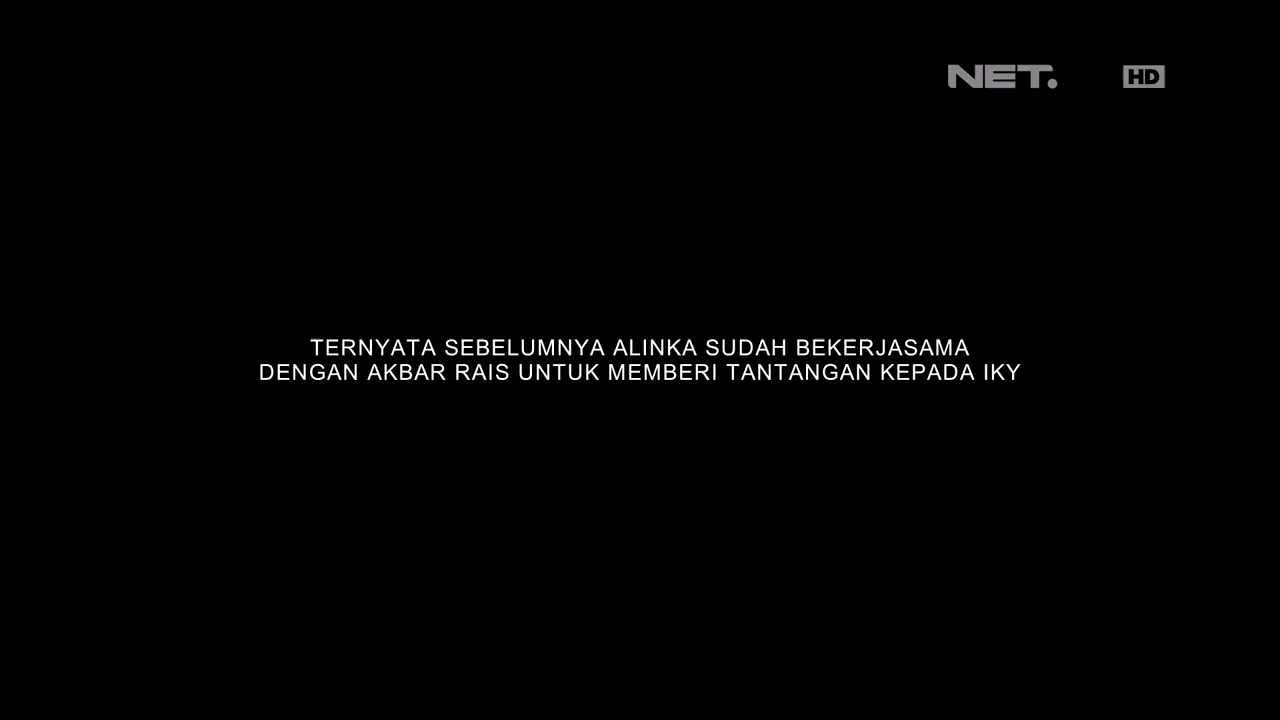 NET.
HD
TERNYATA SEBELUMNYA ALINKA SUDAH BEKERJASAMA
DENGAN AKBAR RAIS UNTUK MEMBERI TANTANGAN KEPADA IKY